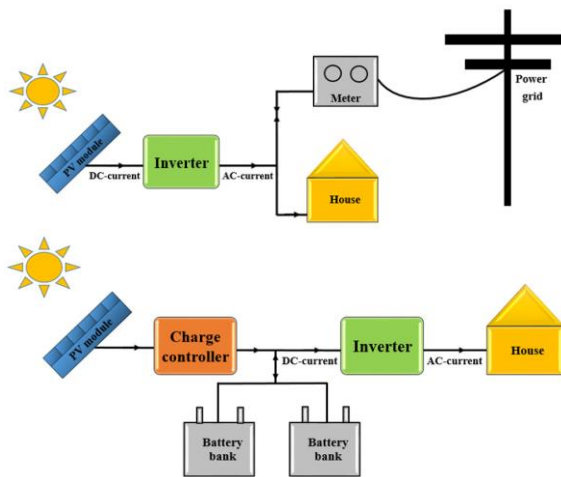 Power
grid
Meter
PV module
Inverter
DC-current
AC-current
House
PV module
Charge
controller
DC-current
Inverter
AC-current
House
Battery
bank
Battery
bank